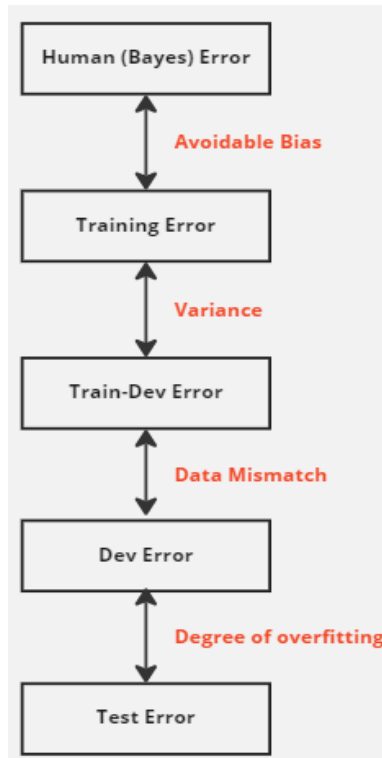 Human (Bayes) Error
Avoidable Bias
Training Error
Variance
Train-Dev Error
Data Mismatch
Dev Error
Degree of overfitting
Test Error